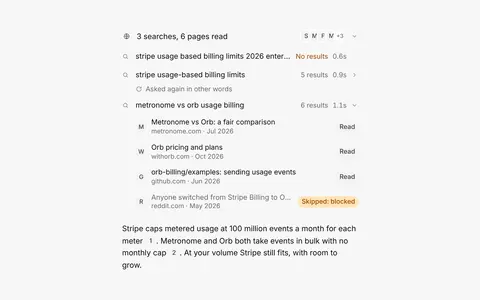 3 searches, 6 pages read S M F M +3
stripe usage based billing limits 2026 enter... No results 0.6s
stripe usage-based billing limits 5 results 0.9s
Asked again in other words
metronome vs orb usage billing 6 results 1.1s
M Metronome vs Orb: a fair comparison Read
metronome.com · Jul 2026
W Orb pricing and plans Read
withorb.com · Oct 2026
G orb-billing/examples: sending usage events Read
github.com · Jun 2026
R Anyone switched from Stripe Billing to O... Skipped: blocked
reddit.com · May 2026
Stripe caps metered usage at 100 million events a month for each
meter 1 . Metronome and Orb both take events in bulk with no
monthly cap 2 . At your volume Stripe still fits, with room to
grow.